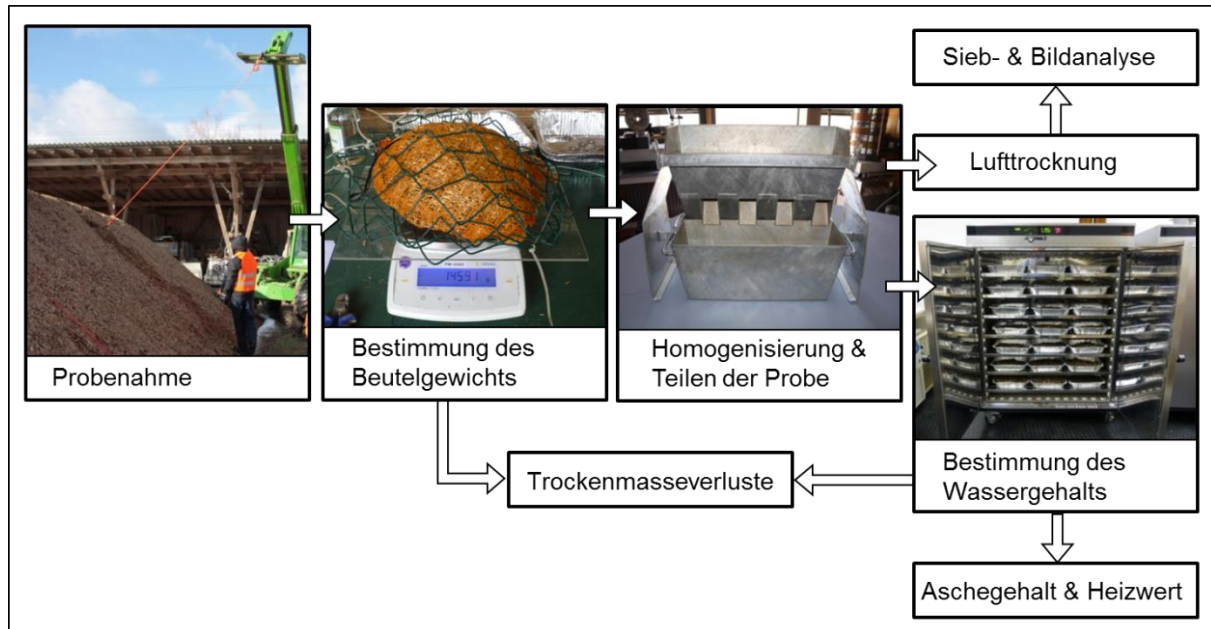 Probenahme
Bestimmung des
Beutelgewichts
Homogenisierung &
Teilen der Probe
Sieb- & Bildanalyse
Lufttrocknung
Bestimmung des
Wassergehalts
Trockenmasseverluste
Aschegehalt & Heizwert